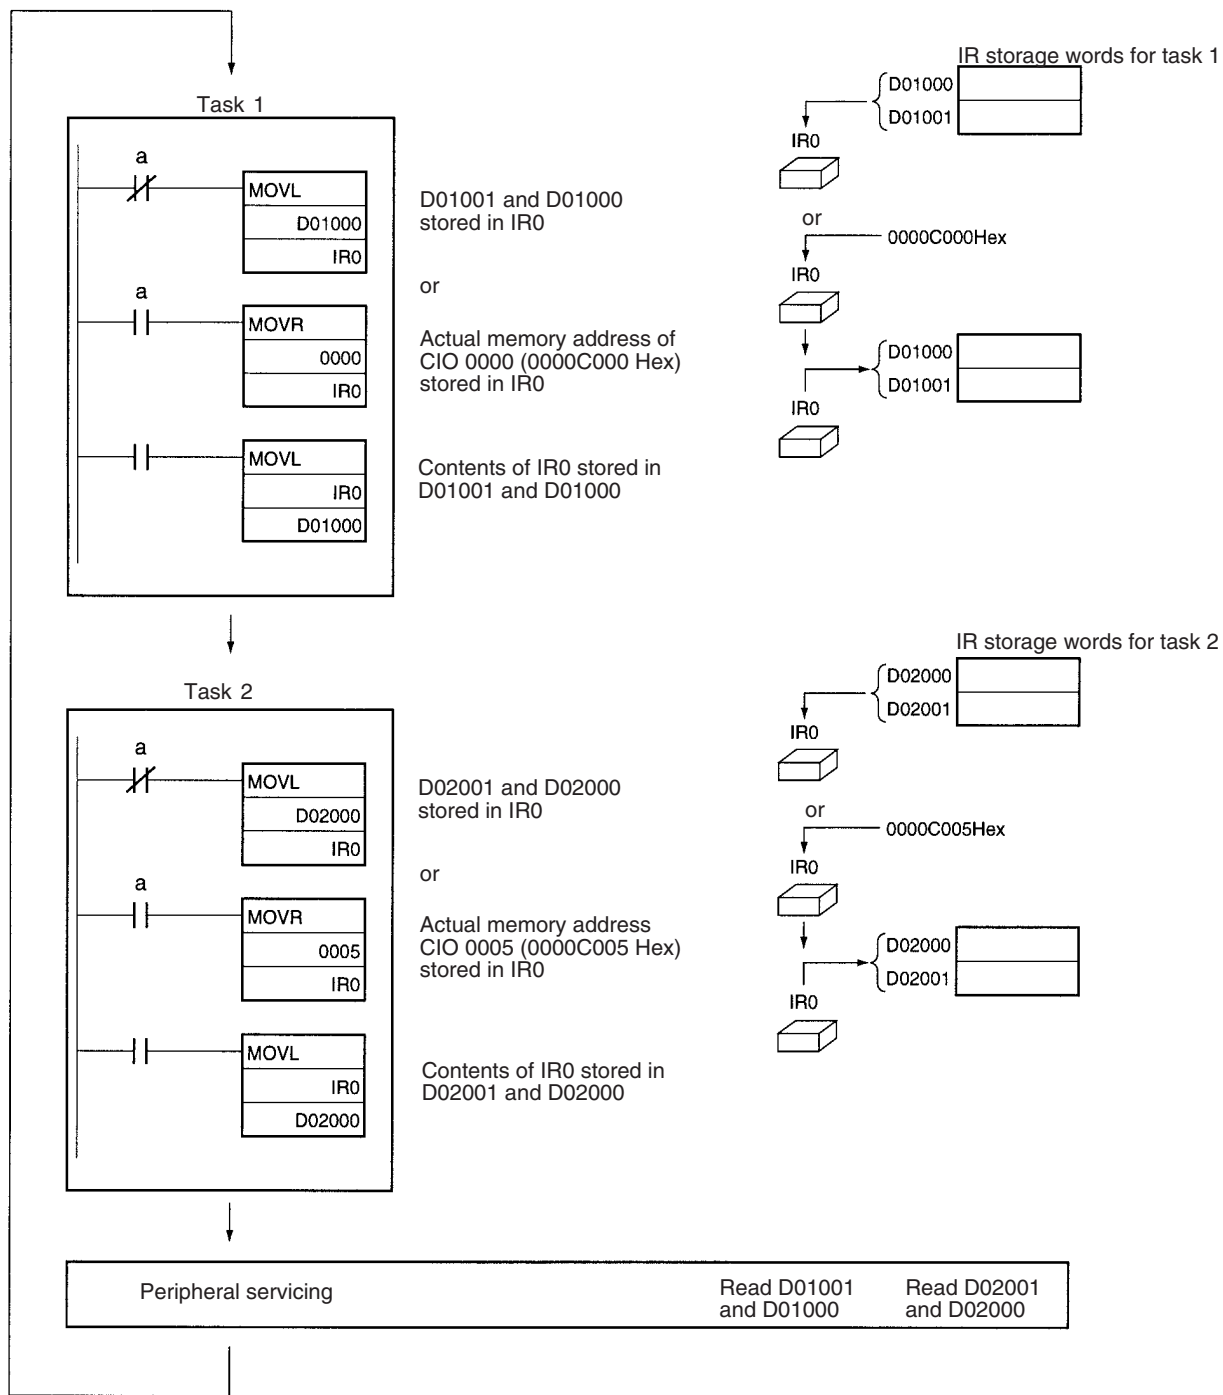 IR storage words for task 1
Task 1
a
MOVL
D01000
IR0
D01001 and D01000
stored in IR0
or
a
MOVR
0000
IR0
Actual memory address of
CIO 0000 (0000C000 Hex)
stored in IR0
MOVL
IR0
D01000
Contents of IR0 stored in
D01001 and D01000
D01000
D01001
IR0
or
0000C000Hex
IR0
D01000
D01001
IR0
IR storage words for task 2
Task 2
a
MOVL
D02000
IR0
D02001 and D02000
stored in IR0
or
a
MOVR
0005
IR0
Actual memory address
CIO 0005 (0000C005 Hex)
stored in IR0
MOVL
IR0
D02000
Contents of IR0 stored in
D02001 and D02000
D02000
D02001
IR0
or
0000C005Hex
IR0
D02000
D02001
IR0
Peripheral servicing
Read D01001
and D01000
Read D02001
and D02000